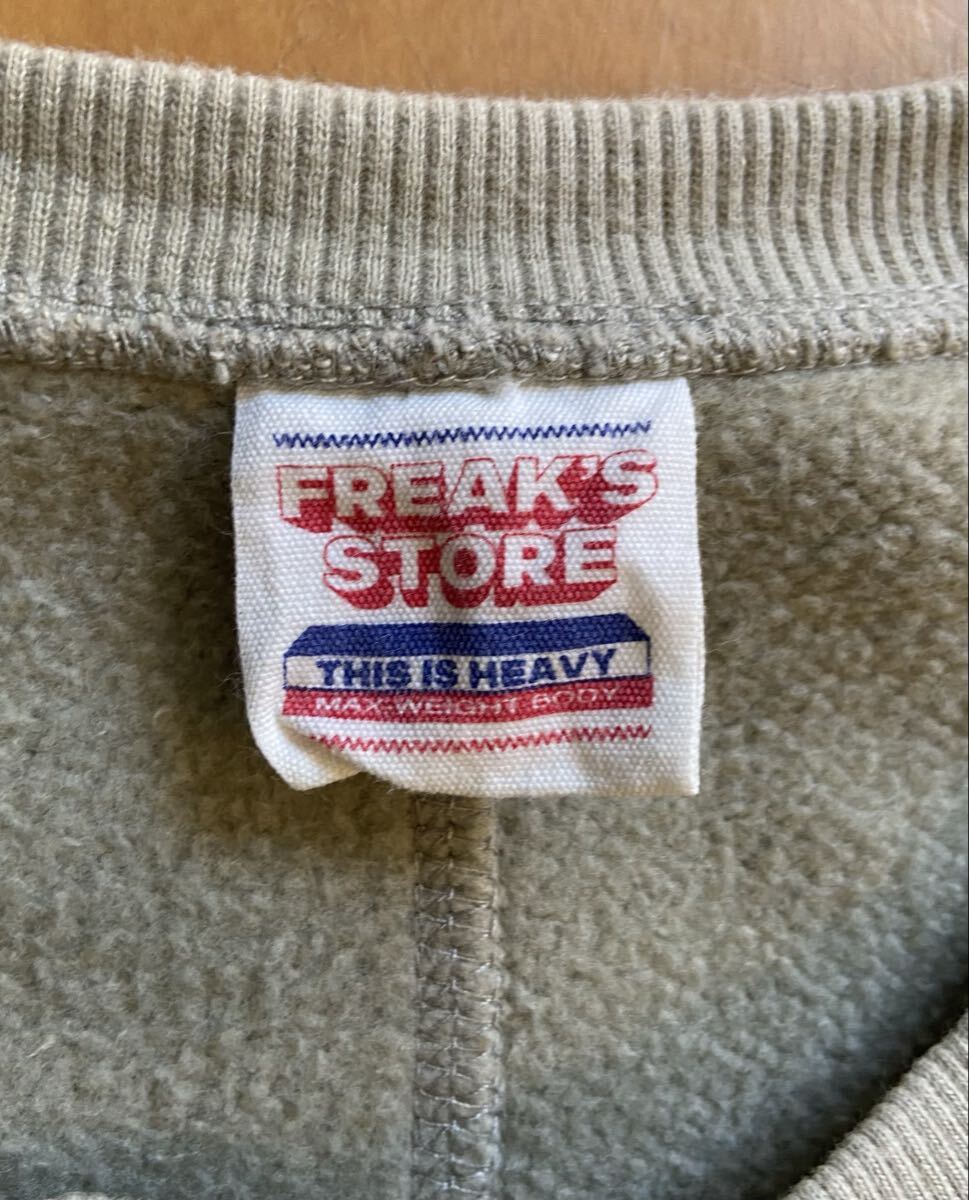 FREAK'S
STORE
THIS IS HEAVY
MAX WEIGHT BODY